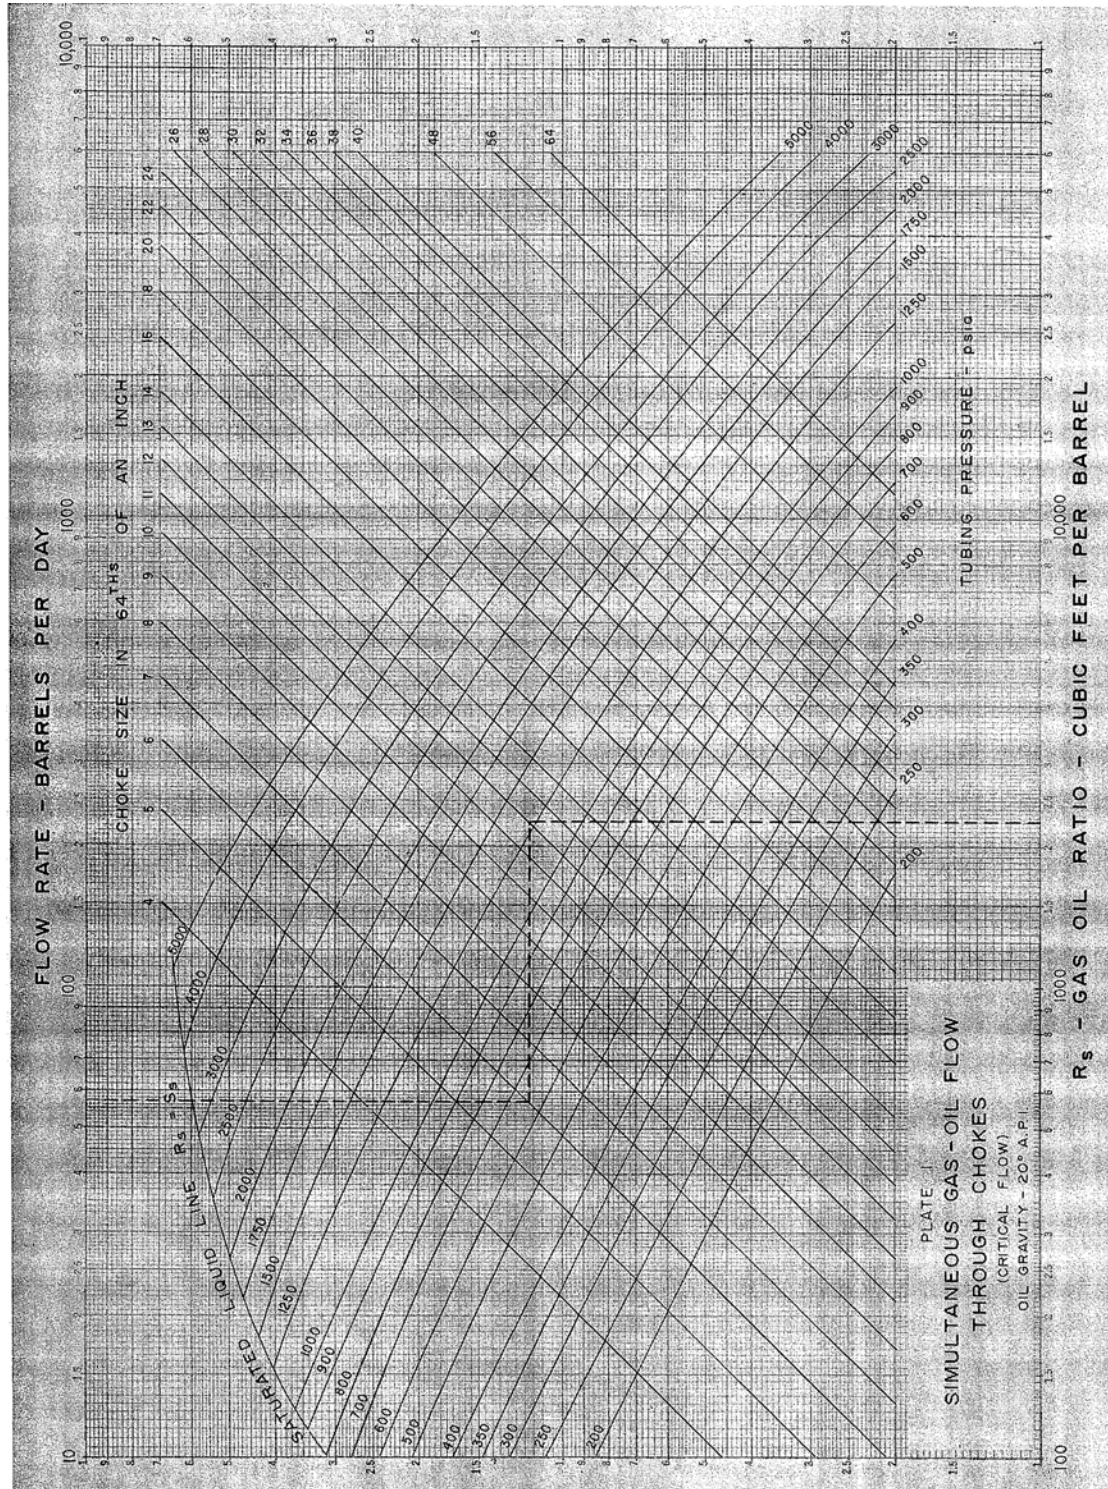 FLOW RATE - BARRELS PER DAY
10 100 1000 10,000
CHOKE SIZE IN 64THS OF AN INCH
4 5 6 7 8 9 10 11 12 13 14 16 18 20 22 24 26 28 30 32 34 36 38 40 48 56 64
SATURATED LIQUID LINE Rs = Ss
5000
4000
3000
2500
2000
1750
1500
1250
1000
900
800
700
600
500
400
350
300
250
200
5000
4000
3000
2500
2000
1750
1500
1250
1000
900
800
700
600
500
400
350
300
250
200
TUBING PRESSURE - psia
PLATE 1
SIMULTANEOUS GAS-OIL FLOW
THROUGH CHOKES
(CRITICAL FLOW)
OIL GRAVITY - 20° A.P.I.
100 1000 10,000
Rs - GAS OIL RATIO - CUBIC FEET PER BARREL